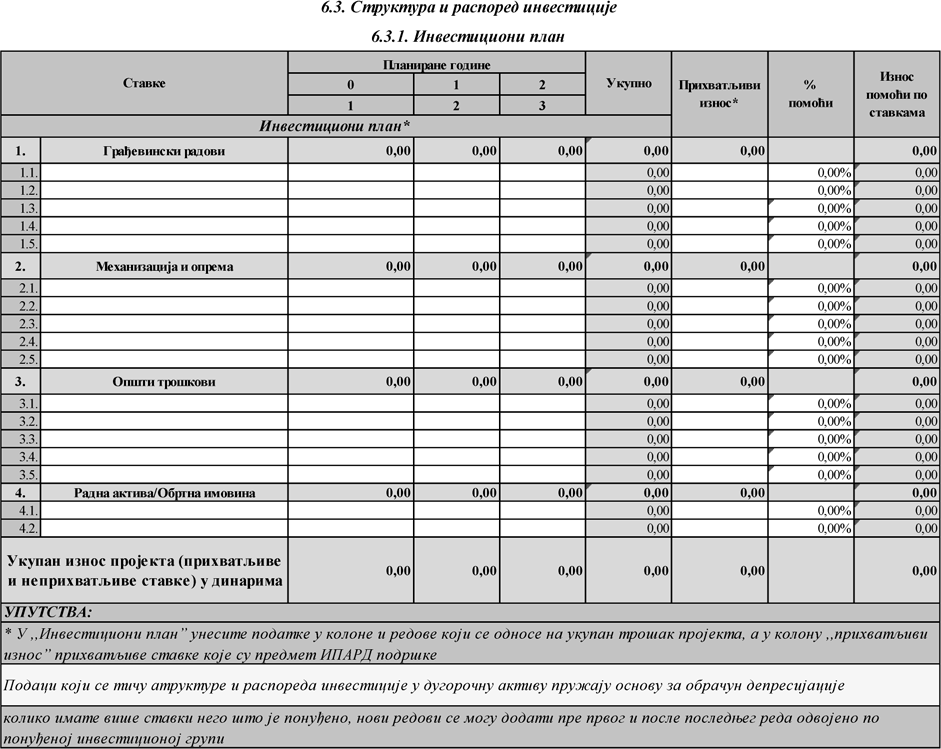 6.3. Структура и распоред инвестиције
6.3.1. Инвестициони план
Ставке Планиране године Укупно Прихватљиви износ* % помоћи Износ помоћи по ставкама
0 1 2
1 2 3
Инвестициони план*
1. Грађевински радови 0,00 0,00 0,00 0,00 0,00 0,00
1.1. 0,00 0,00% 0,00
1.2. 0,00 0,00% 0,00
1.3. 0,00 0,00% 0,00
1.4. 0,00 0,00% 0,00
1.5. 0,00 0,00% 0,00
2. Механизација и опрема 0,00 0,00 0,00 0,00 0,00 0,00
2.1. 0,00 0,00% 0,00
2.2. 0,00 0,00% 0,00
2.3. 0,00 0,00% 0,00
2.4. 0,00 0,00% 0,00
2.5. 0,00 0,00% 0,00
3. Општи трошкови 0,00 0,00 0,00 0,00 0,00 0,00
3.1. 0,00 0,00% 0,00
3.2. 0,00 0,00% 0,00
3.3. 0,00 0,00% 0,00
3.4. 0,00 0,00% 0,00
3.5. 0,00 0,00% 0,00
4. Радна актива/Обртна имовина 0,00 0,00 0,00 0,00 0,00 0,00
4.1. 0,00 0,00% 0,00
4.2. 0,00 0,00% 0,00
Укупан износ пројекта (прихватљиве
и неприхватљиве ставке) у динарима 0,00 0,00 0,00 0,00 0,00 0,00
УПУТСТВА:
* У ,,Инвестициони план” унесите податке у колоне и редове који се односе на укупан трошак пројекта, а у колону ,,прихватљиви
износ” прихватљиве ставке које су предмет ИПАРД подршке
Подаци који се тичу атруктуре и распореда инвестиције у дугорочну активу пружају основу за обрачун депресијације
колико имате више ставки него што је понуђено, нови редови се могу додати пре првог и после последњег реда одвојено по
понуђеној инвестиционој групи